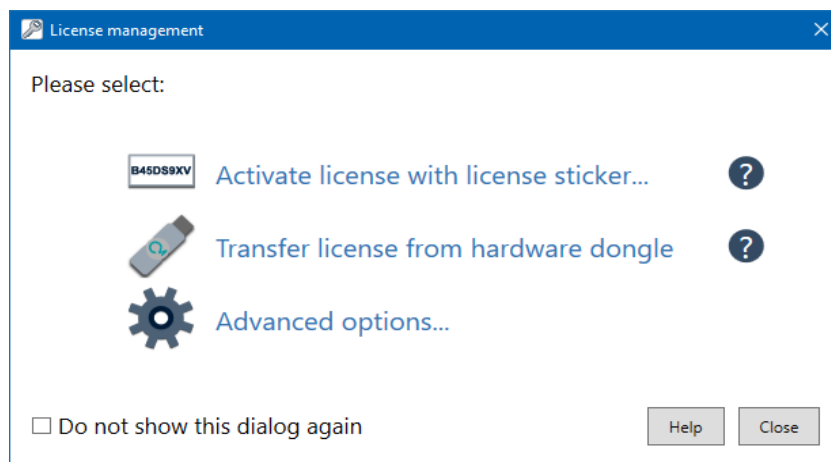 License management
Please select:
B45DS9XV
Activate license with license sticker...
?
Transfer license from hardware dongle
?
Advanced options...
Do not show this dialog again
Help
Close